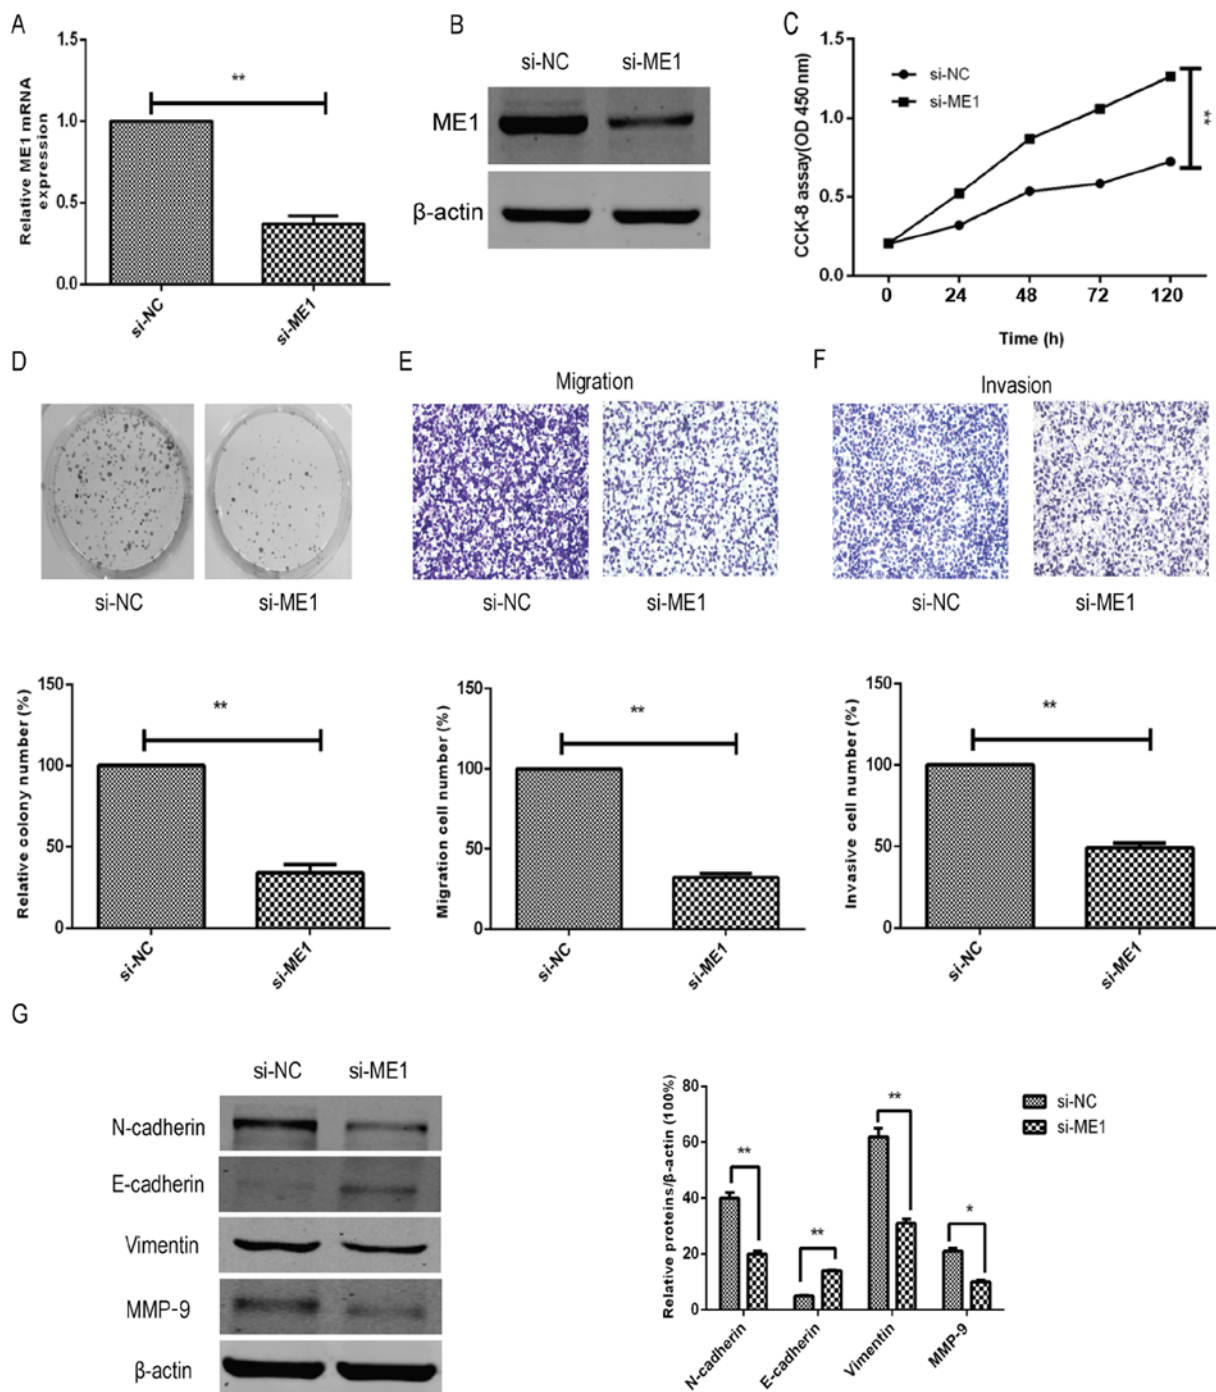 A
1.5
1.0
0.5
0.0
Relative ME1 mRNA
expression
**
si-NC
si-ME1
B
si-NC si-ME1
ME1
β-actin
C
1.5
1.0
0.5
0.0
CCK-8 assay(OD 450 nm)
si-NC
si-ME1
**
0 24 48 72 120
Time (h)
D
si-NC si-ME1
E
Migration
si-NC si-ME1
F
Invasion
si-NC si-ME1
150
100
50
0
Relative colony number (%)
**
si-NC
si-ME1
150
100
50
0
Migration cell number (%)
**
si-NC
si-ME1
150
100
50
0
Invasive cell number (%)
**
si-NC
si-ME1
G
si-NC si-ME1
N-cadherin
E-cadherin
Vimentin
MMP-9
β-actin
80
60
40
20
0
Relative proteins/β-actin (100%)
**
**
**
*
si-NC
si-ME1
N-cadherin
E-cadherin
Vimentin
MMP-9